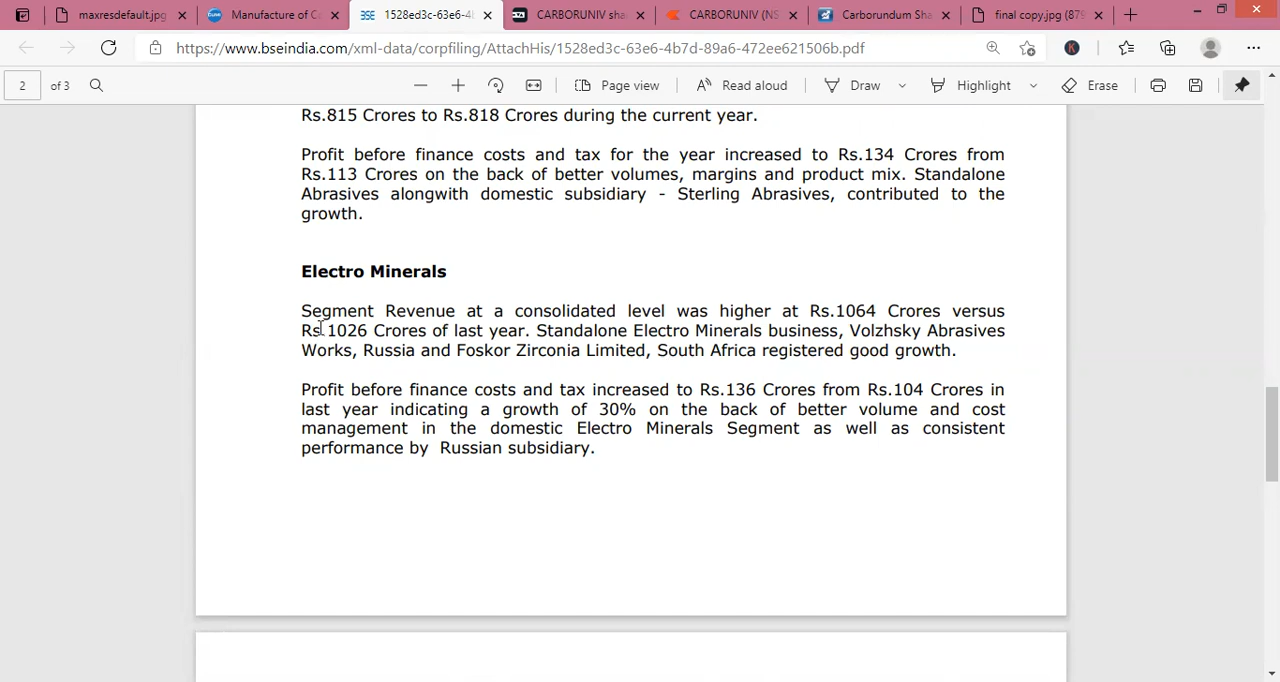 maxresdefault.jpg
Manufacture of C
1528ed3c-63e6-4
CARBORUNIV sha
CARBORUNIV (NS
Carborundum Sha
final copy.jpg (879
https://www.bseindia.com/xml-data/corpfiling/AttachHis/1528ed3c-63e6-4b7d-89a6-472ee621506b.pdf
2 of 3
Page view
Read aloud
Draw
Highlight
Erase
Rs.815 Crores to Rs.818 Crores during the current year.
Profit before finance costs and tax for the year increased to Rs.134 Crores from
Rs.113 Crores on the back of better volumes, margins and product mix. Standalone
Abrasives alongwith domestic subsidiary - Sterling Abrasives, contributed to the
growth.
Electro Minerals
Segment Revenue at a consolidated level was higher at Rs.1064 Crores versus
Rs.1026 Crores of last year. Standalone Electro Minerals business, Volzhsky Abrasives
Works, Russia and Foskor Zirconia Limited, South Africa registered good growth.
Profit before finance costs and tax increased to Rs.136 Crores from Rs.104 Crores in
last year indicating a growth of 30% on the back of better volume and cost
management in the domestic Electro Minerals Segment as well as consistent
performance by Russian subsidiary.